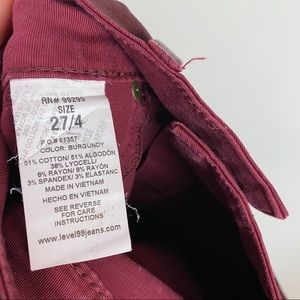 RN# 99299
SIZE
27/4
P.O.#61357
COLOR: BURGUNDY
51% COTTON/ 51% ALGODÓN
38% LYOCELL/
8% RAYON/ 8% RAYÓN
3% SPANDEX/ 3% ELASTANC
MADE IN VIETNAM
HECHO EN VIETNAM
SEE REVERSE
FOR CARE
INSTRUCTIONS
www.level99jeans.com